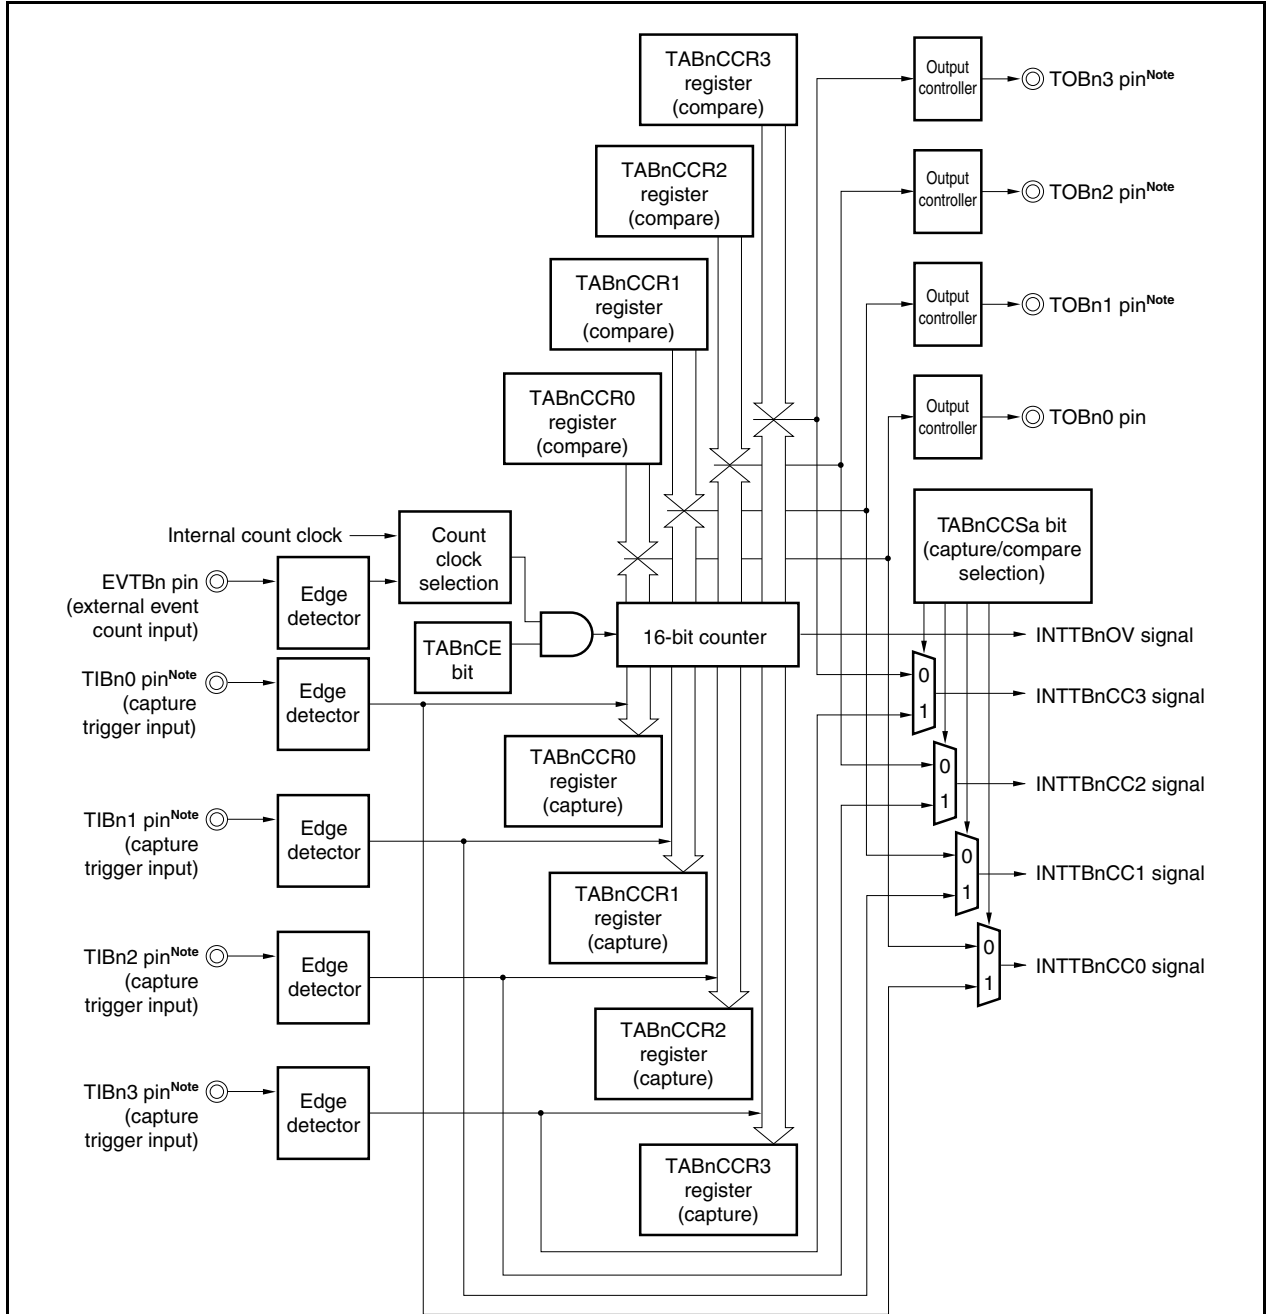 TABnCCR3
register
(compare)
Output
controller
TOBn3 pinNote
TABnCCR2
register
(compare)
Output
controller
TOBn2 pinNote
TABnCCR1
register
(compare)
Output
controller
TOBn1 pinNote
TABnCCR0
register
(compare)
Output
controller
TOBn0 pin
TABnCCSa bit
(capture/compare
selection)
Internal count clock
Count
clock
selection
EVTBn pin
(external event
count input)
Edge
detector
TABnCE
bit
16-bit counter
INTTBnOV signal
TIBn0 pinNote
(capture
trigger input)
Edge
detector
0
1
INTTBnCC3 signal
TABnCCR0
register
(capture)
0
1
INTTBnCC2 signal
TIBn1 pinNote
(capture
trigger input)
Edge
detector
0
1
INTTBnCC1 signal
TABnCCR1
register
(capture)
TIBn2 pinNote
(capture
trigger input)
Edge
detector
0
1
INTTBnCC0 signal
TABnCCR2
register
(capture)
TIBn3 pinNote
(capture
trigger input)
Edge
detector
TABnCCR3
register
(capture)